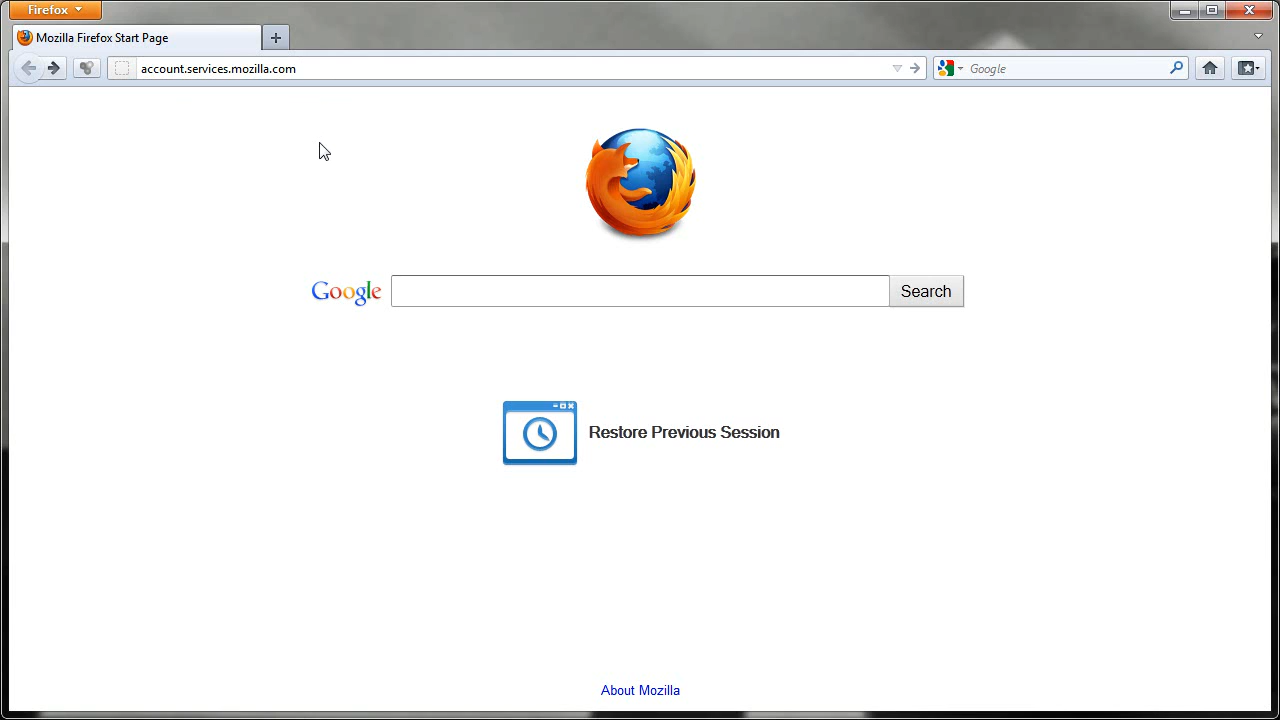 Firefox
Mozilla Firefox Start Page
account.services.mozilla.com
Google
Google
Search
Restore Previous Session
About Mozilla